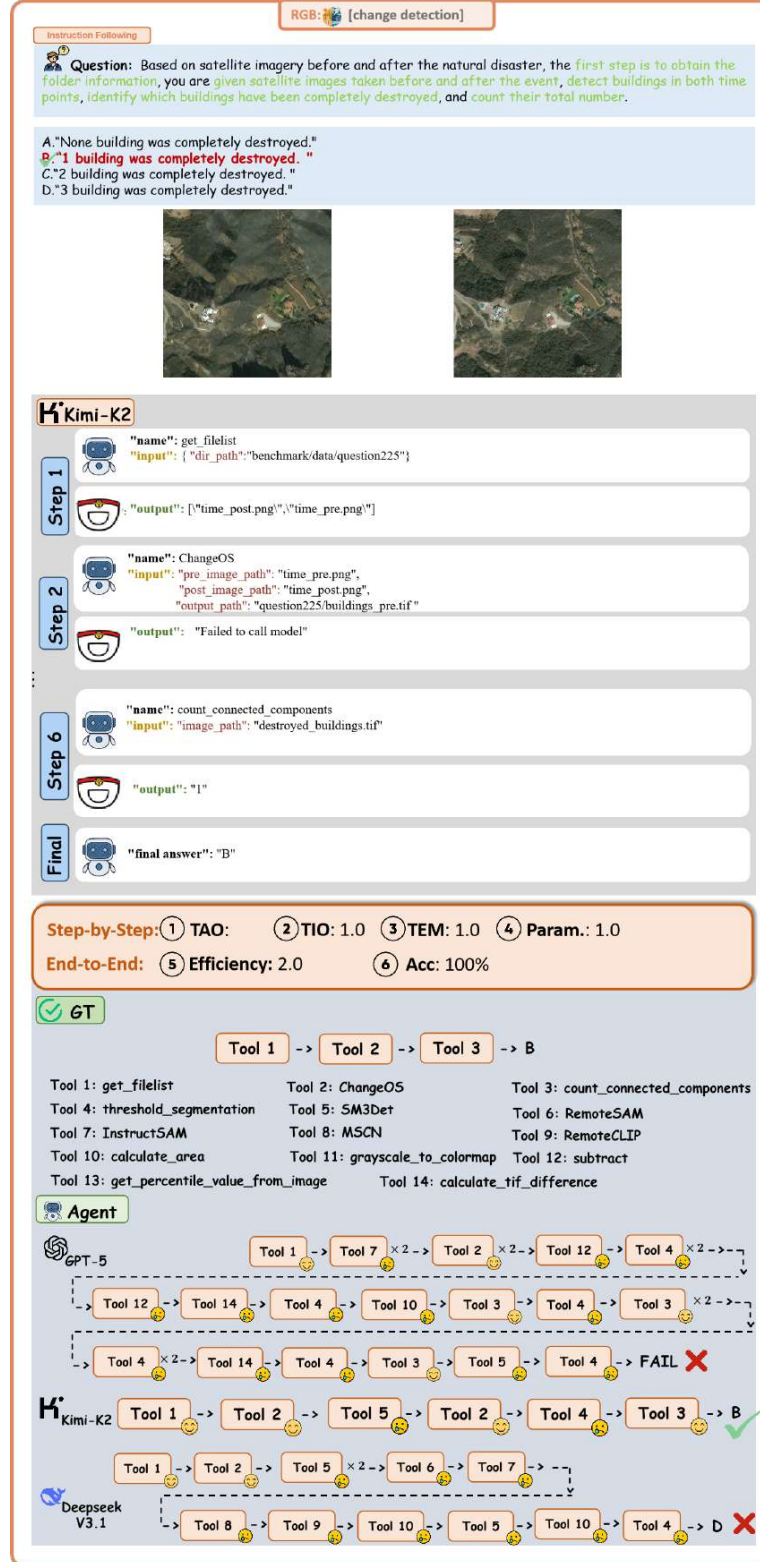 RGB: [change detection]
Instruction Following
Question: Based on satellite imagery before and after the natural disaster, the first step is to obtain the
folder information, you are given satellite images taken before and after the event, detect buildings in both time
points, identify which buildings have been completely destroyed, and count their total number.
A."None building was completely destroyed."
B."1 building was completely destroyed. "
C."2 building was completely destroyed. "
D."3 building was completely destroyed."
Kimi-K2
Step 1
"name": get_filelist
"input": { "dir_path":"benchmark/data/question225"}
"output": [\"time_post.png\",\"time_pre.png\"]
Step 2
"name": ChangeOS
"input": "pre_image_path": "time_pre.png",
"post_image_path": "time_post.png",
"output_path": "question225/buildings_pre.tif "
"output": "Failed to call model"
...
Step 6
"name": count_connected_components
"input": "image_path": "destroyed_buildings.tif"
"output": "1"
Final
"final answer": "B"
Step-by-Step: 1 TAO: 2 TIO: 1.0 3 TEM: 1.0 4 Param.: 1.0
End-to-End: 5 Efficiency: 2.0 6 Acc: 100%
GT
Tool 1 -> Tool 2 -> Tool 3 -> B
Tool 1: get_filelist Tool 2: ChangeOS Tool 3: count_connected_components
Tool 4: threshold_segmentation Tool 5: SM3Det Tool 6: RemoteSAM
Tool 7: InstructSAM Tool 8: MSCN Tool 9: RemoteCLIP
Tool 10: calculate_area Tool 11: grayscale_to_colormap Tool 12: subtract
Tool 13: get_percentile_value_from_image Tool 14: calculate_tif_difference
Agent
GPT-5 Tool 1 -> Tool 7 ×2 -> Tool 2 ×2 -> Tool 12 -> Tool 4 ×2 ->
-> Tool 12 -> Tool 14 -> Tool 4 -> Tool 10 -> Tool 3 -> Tool 4 -> Tool 3 ×2 ->
-> Tool 4 ×2 -> Tool 14 -> Tool 4 -> Tool 3 -> Tool 5 -> Tool 4 -> FAIL
Kimi-K2 Tool 1 -> Tool 2 -> Tool 5 -> Tool 2 -> Tool 4 -> Tool 3 -> B
Tool 1 -> Tool 2 -> Tool 5 ×2 -> Tool 6 -> Tool 7 ->
Deepseek
V3.1 -> Tool 8 -> Tool 9 -> Tool 10 -> Tool 5 -> Tool 10 -> Tool 4 -> D